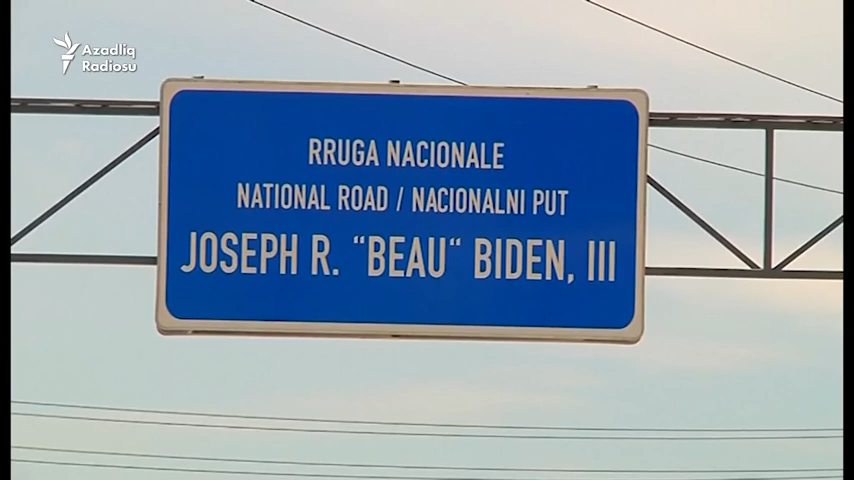 Azadlıq
Radiosu
RRUGA NACIONALE
NATIONAL ROAD / NACIONALNI PUT
JOSEPH R. “BEAU“ BIDEN, III